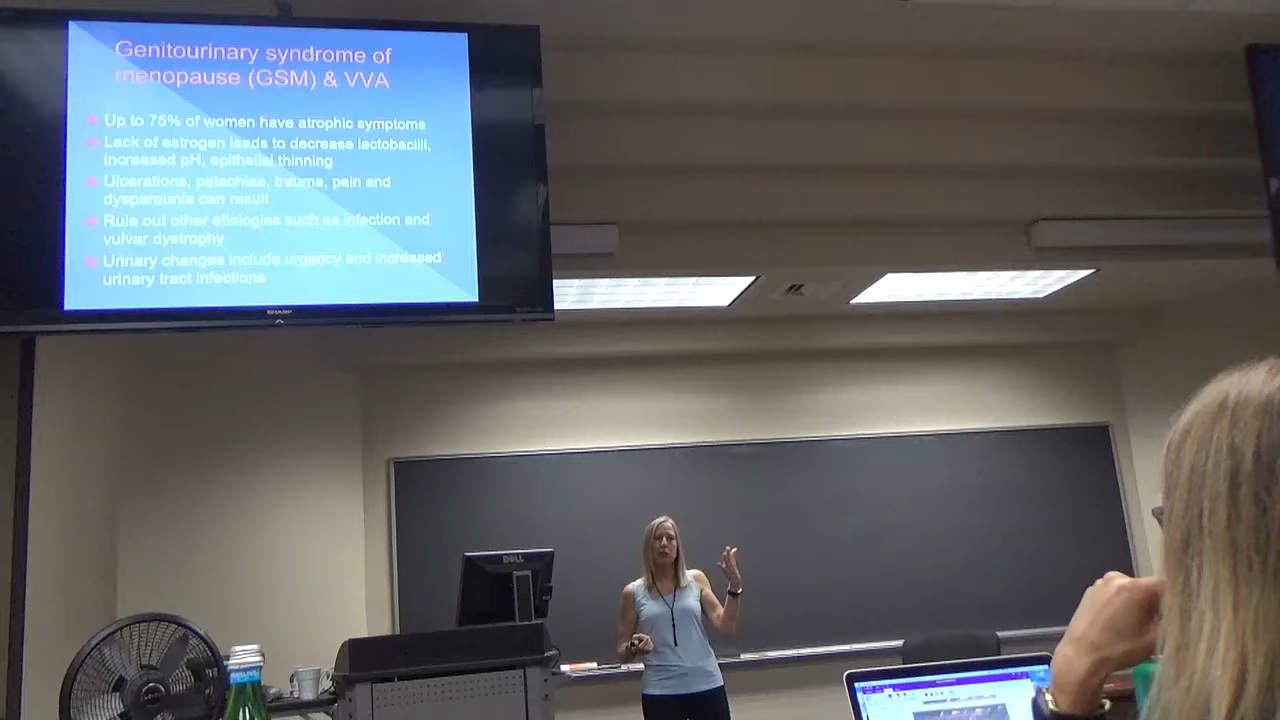 Genitourinary syndrome of
menopause (GSM) & VVA
Up to 75% of women have atrophic symptoms
Lack of estrogen leads to decrease lactobacilli,
increased pH, epithelial thinning
Ulcerations, petechiae, trauma, pain and
dyspareunia can result
Rule out other etiologies such as infection and
vulvar dystrophy
Urinary changes include urgency and increased
urinary tract infections
SHARP
DELL